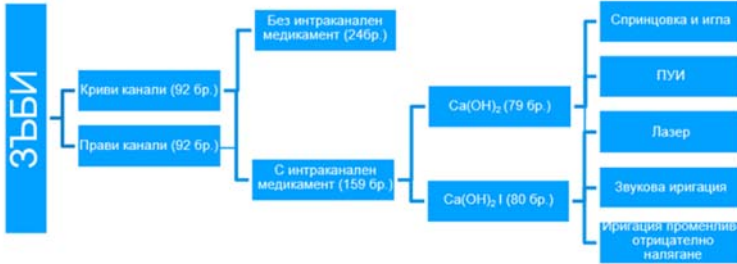 ЗЪБИ
Криви канали (92 бр.)
Прави канали (92 бр.)
Без интраканален
медикамент (24бр.)
С интраканален
медикамент (159 бр.)
Ca(OH)₂ (79 бр.)
Ca(OH)₂ I (80 бр.)
Спринцовка и игла
ПУИ
Лазер
Звукова иригация
Иригация променлив
отрицателно
налягане